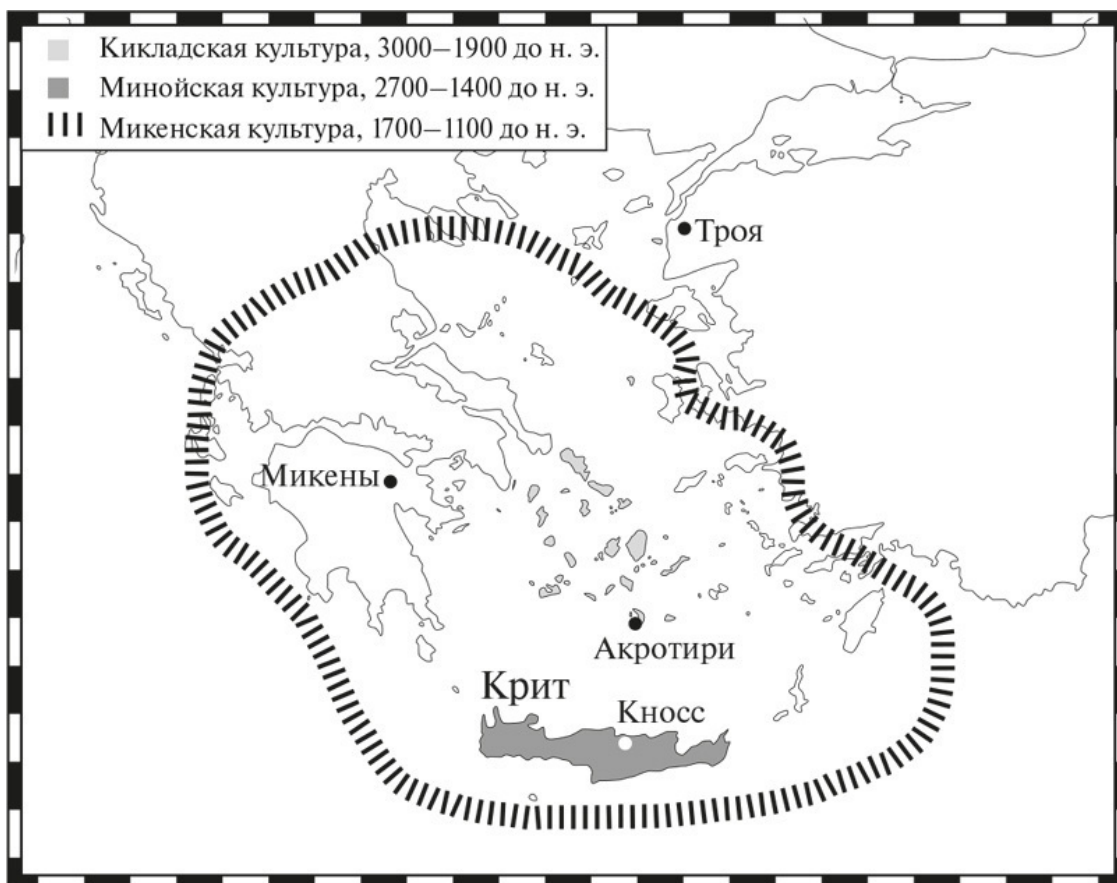 Кикладская культура, 3000–1900 до н. э.
Минойская культура, 2700–1400 до н. э.
Микенская культура, 1700–1100 до н. э.
Троя
Микены
Акротири
Крит
Кносс